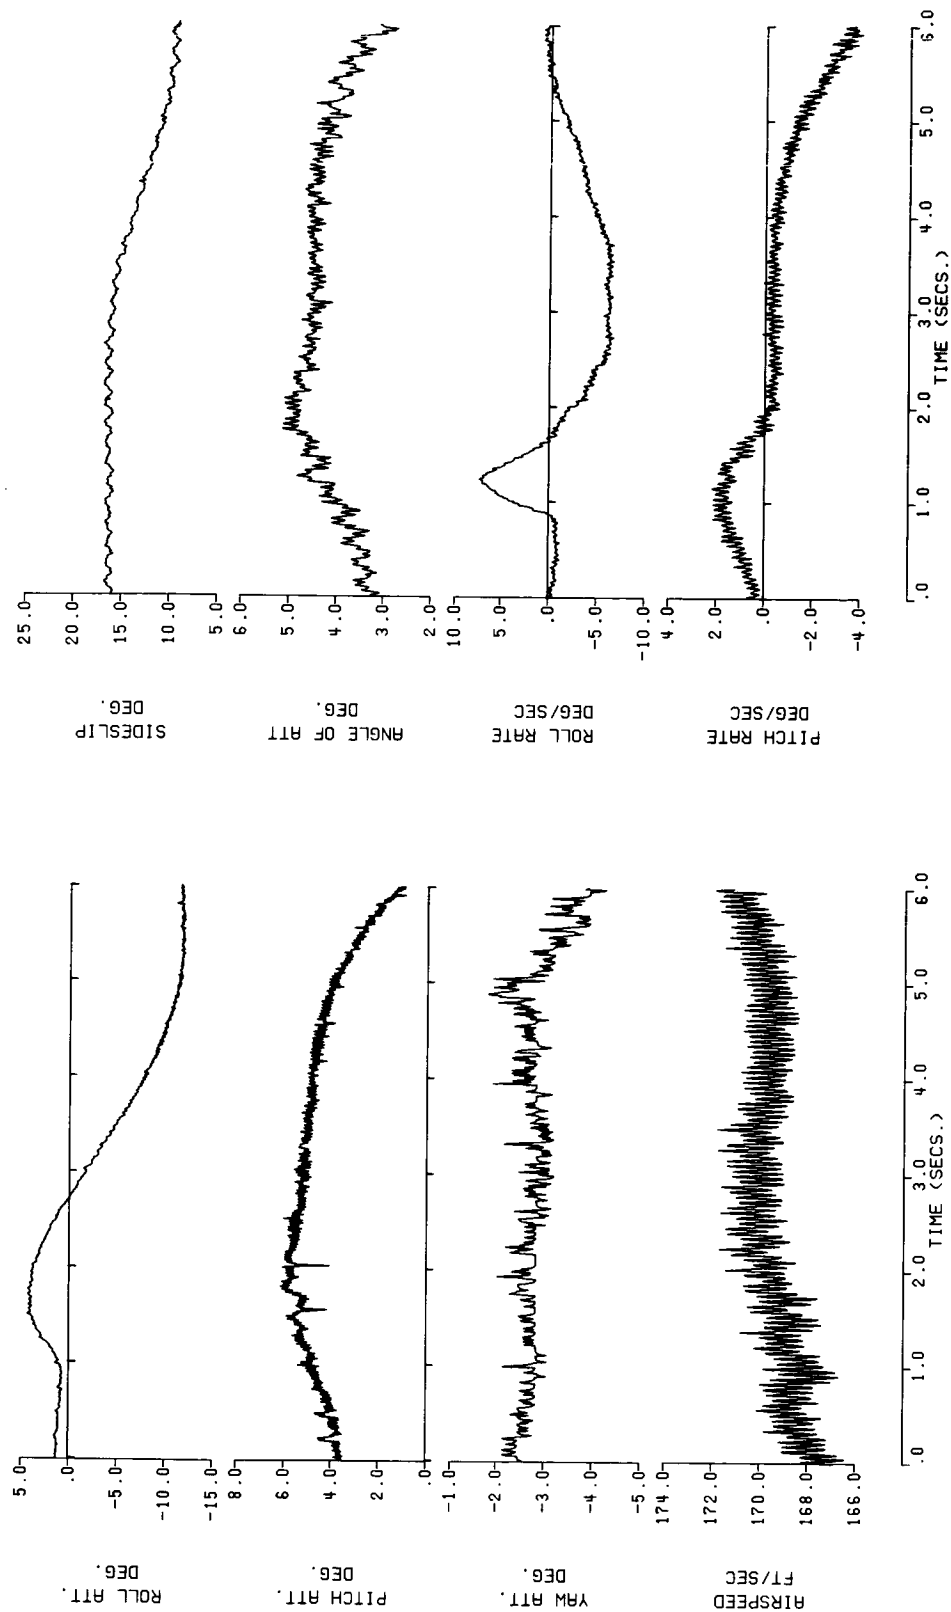 ROLL ATT.
DEG.
5.0
.0
-5.0
-10.0
-15.0
PITCH ATT.
DEG.
8.0
6.0
4.0
2.0
.0
YAW ATT.
DEG.
-1.0
-2.0
-3.0
-4.0
-5.0
AIRSPEED
FT/SEC
174.0
172.0
170.0
168.0
166.0
.0 1.0 2.0 3.0 4.0 5.0 6.0
TIME (SECS.)
SIDESLIP
DEG.
25.0
20.0
15.0
10.0
5.0
ANGLE OF ATT
DEG.
6.0
5.0
4.0
3.0
2.0
ROLL RATE
DEG/SEC
10.0
5.0
.0
-5.0
-10.0
PITCH RATE
DEG/SEC
4.0
2.0
.0
-2.0
-4.0
.0 1.0 2.0 3.0 4.0 5.0 6.0
TIME (SECS.)